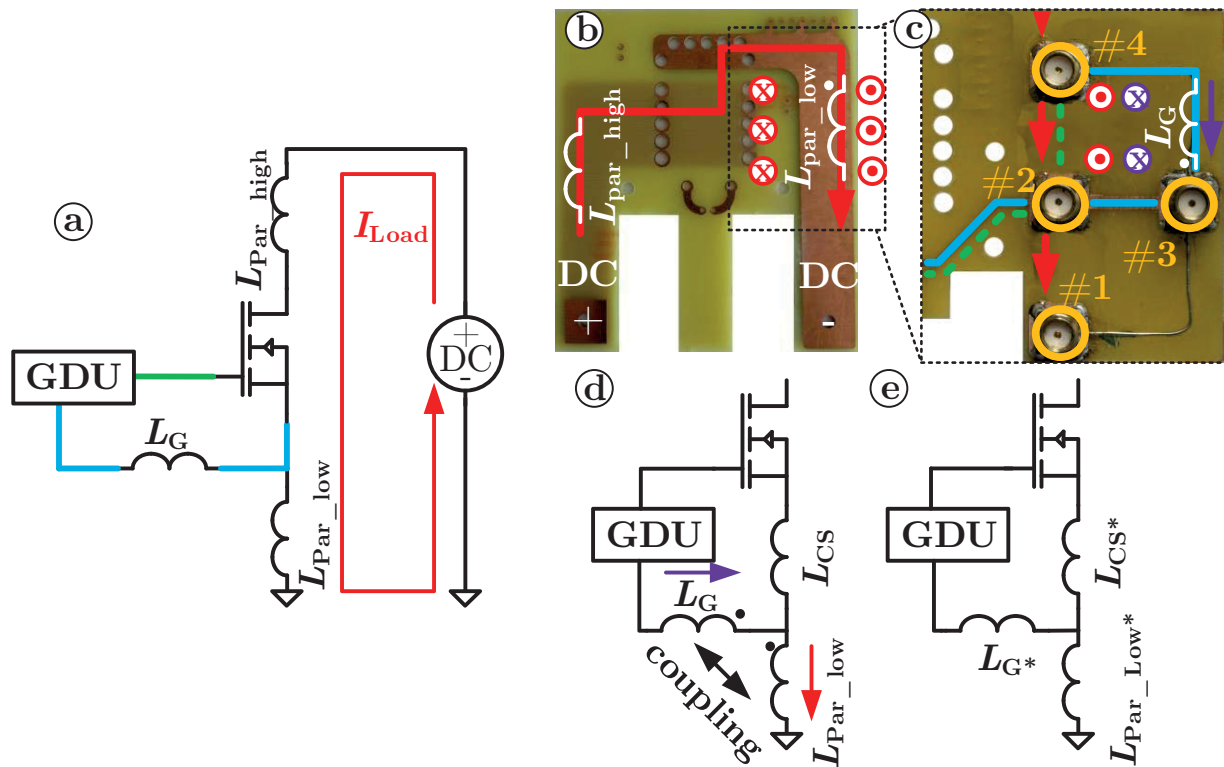 a
L_Par_high
I_Load
GDU
L_G
L_Par_low
+
DC
-
b
L_par_high
L_par_low
x
x
x
DC
+
DC
-
c
#4
x
L_G
x
#2
#3
#1
d
GDU
L_CS
L_G
coupling
L_Par_low
e
GDU
L_CS*
L_G*
L_Par_Low*